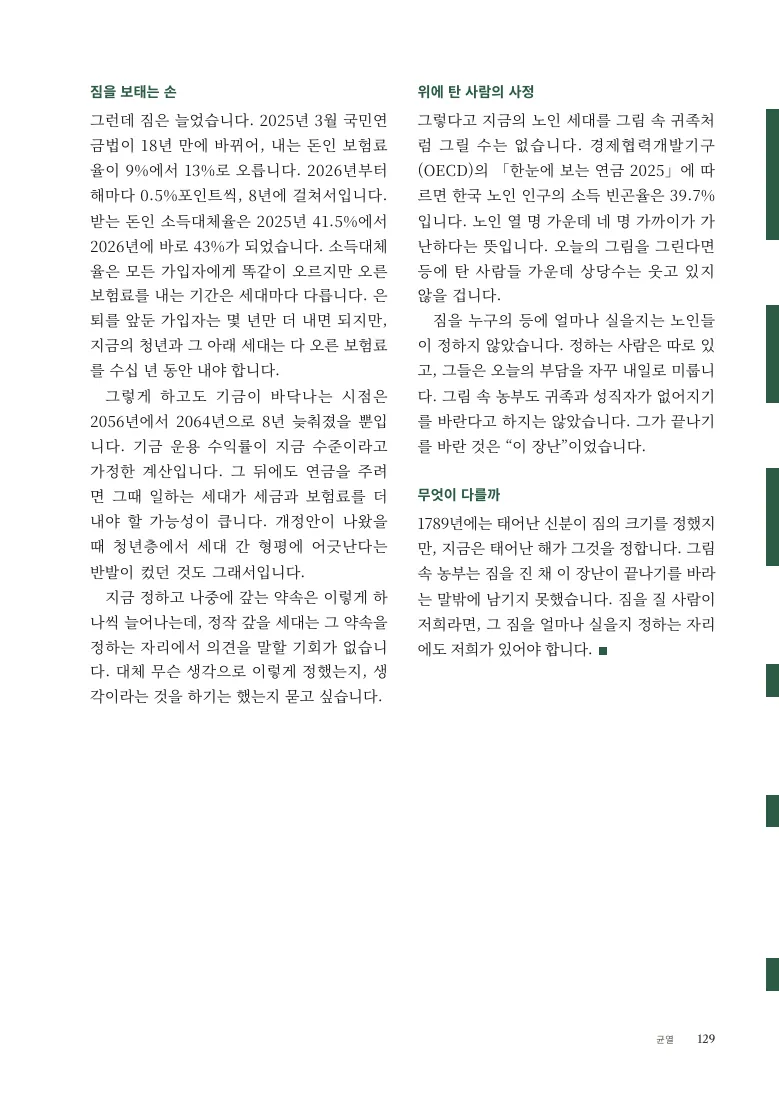 짐을 보태는 손
그런데 짐은 늘었습니다. 2025년 3월 국민연
금법이 18년 만에 바뀌어, 내는 돈인 보험료
율이 9%에서 13%로 오릅니다. 2026년부터
해마다 0.5%포인트씩, 8년에 걸쳐서입니다.
받는 돈인 소득대체율은 2025년 41.5%에서
2026년에 바로 43%가 되었습니다. 소득대체
율은 모든 가입자에게 똑같이 오르지만 오른
보험료를 내는 기간은 세대마다 다릅니다. 은
퇴를 앞둔 가입자는 몇 년만 더 내면 되지만,
지금의 청년과 그 아래 세대는 다 오른 보험료
를 수십 년 동안 내야 합니다.
그렇게 하고도 기금이 바닥나는 시점은
2056년에서 2064년으로 8년 늦춰졌을 뿐입
니다. 기금 운용 수익률이 지금 수준이라고
가정한 계산입니다. 그 뒤에도 연금을 주려
면 그때 일하는 세대가 세금과 보험료를 더
내야 할 가능성이 큽니다. 개정안이 나왔을
때 청년층에서 세대 간 형평에 어긋난다는
반발이 컸던 것도 그래서입니다.
지금 정하고 나중에 갚는 약속은 이렇게 하
나씩 늘어나는데, 정작 갚을 세대는 그 약속을
정하는 자리에서 의견을 말할 기회가 없습니
다. 대체 무슨 생각으로 이렇게 정했는지, 생
각이라는 것을 하기는 했는지 묻고 싶습니다.
위에 탄 사람의 사정
그렇다고 지금의 노인 세대를 그림 속 귀족처
럼 그릴 수는 없습니다. 경제협력개발기구
(OECD)의 「한눈에 보는 연금 2025」에 따
르면 한국 노인 인구의 소득 빈곤율은 39.7%
입니다. 노인 열 명 가운데 네 명 가까이가 가
난하다는 뜻입니다. 오늘의 그림을 그린다면
등에 탄 사람들 가운데 상당수는 웃고 있지
않을 겁니다.
짐을 누구의 등에 얼마나 실을지는 노인들
이 정하지 않았습니다. 정하는 사람은 따로 있
고, 그들은 오늘의 부담을 자꾸 내일로 미룹니
다. 그림 속 농부도 귀족과 성직자가 없어지기
를 바란다고 하지는 않았습니다. 그가 끝나기
를 바란 것은 “이 장난”이었습니다.
무엇이 다를까
1789년에는 태어난 신분이 짐의 크기를 정했지
만, 지금은 태어난 해가 그것을 정합니다. 그림
속 농부는 짐을 진 채 이 장난이 끝나기를 바라
는 말밖에 남기지 못했습니다. 짐을 질 사람이
저희라면, 그 짐을 얼마나 실을지 정하는 자리
에도 저희가 있어야 합니다. ■
균열 129